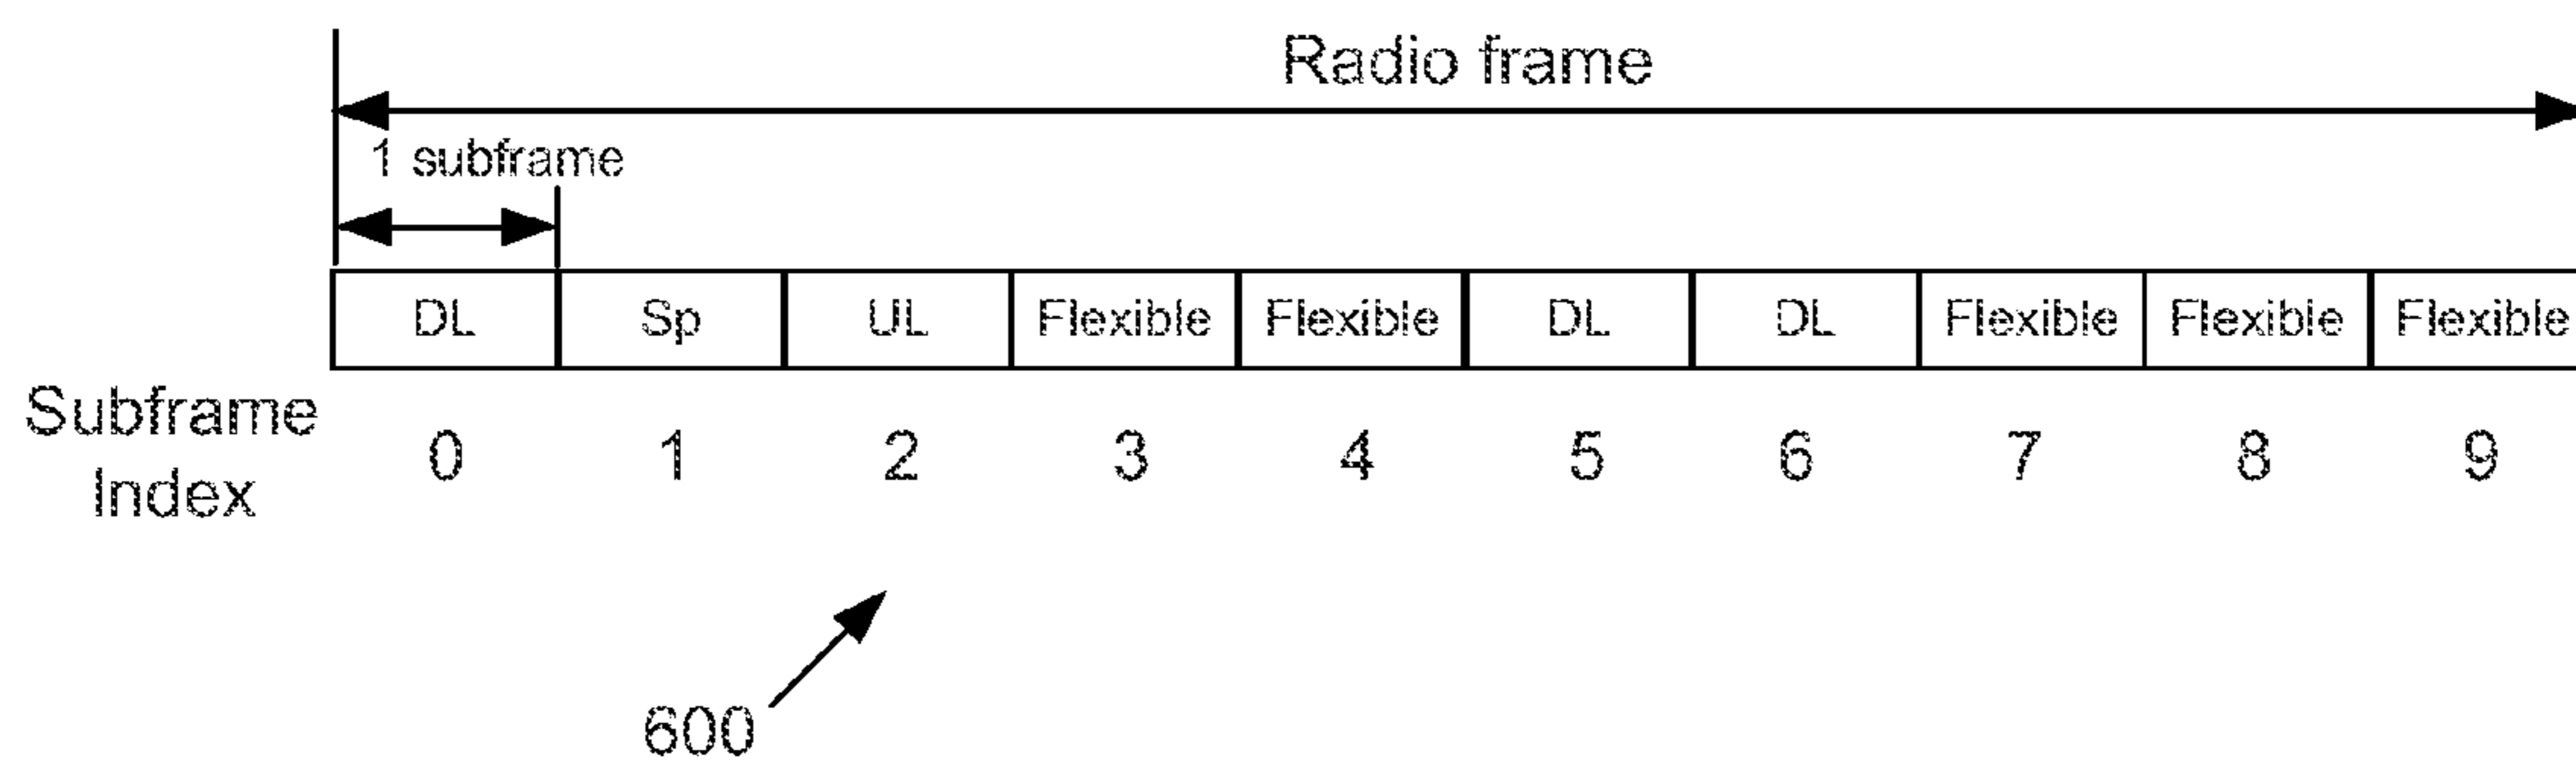 Radio frame
1 subframe
DL Sp UL Flexible Flexible DL DL Flexible Flexible Flexible
Subframe
Index
0 1 2 3 4 5 6 7 8 9
600